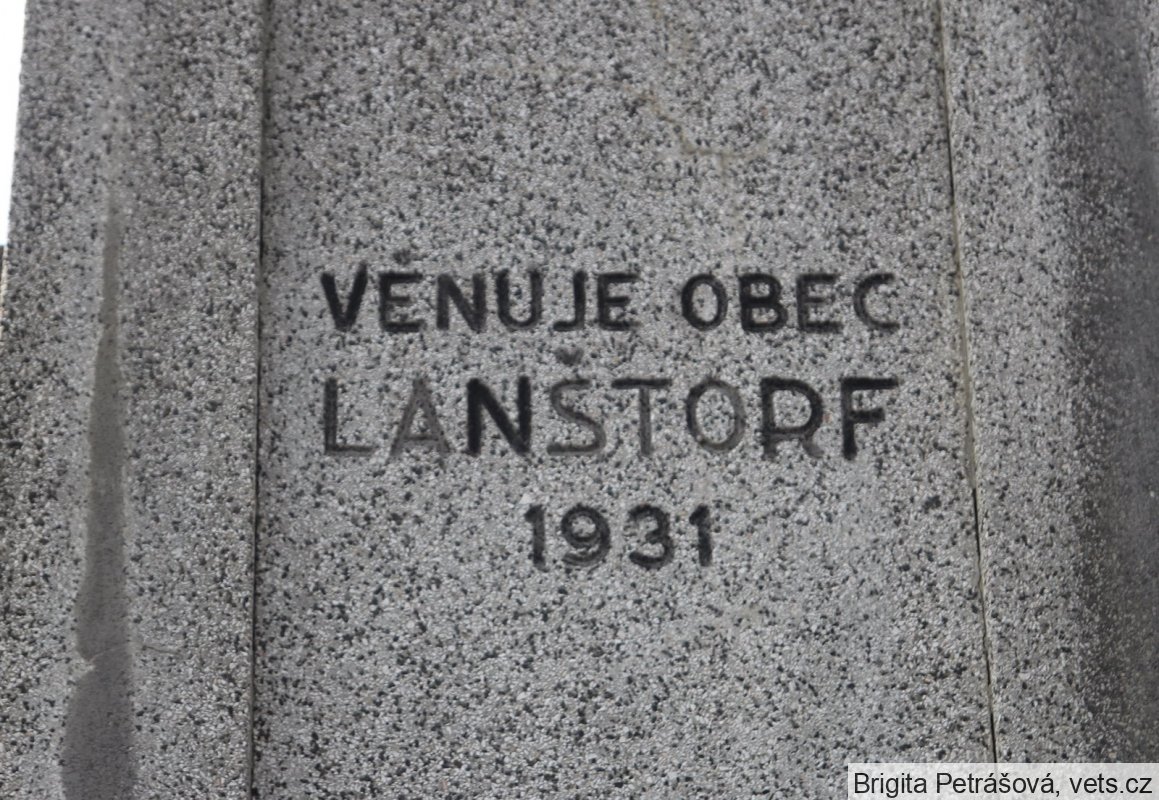 VĚNUJE OBEC
LANŠTORF
1931
Brigita Petrášová, vets.cz